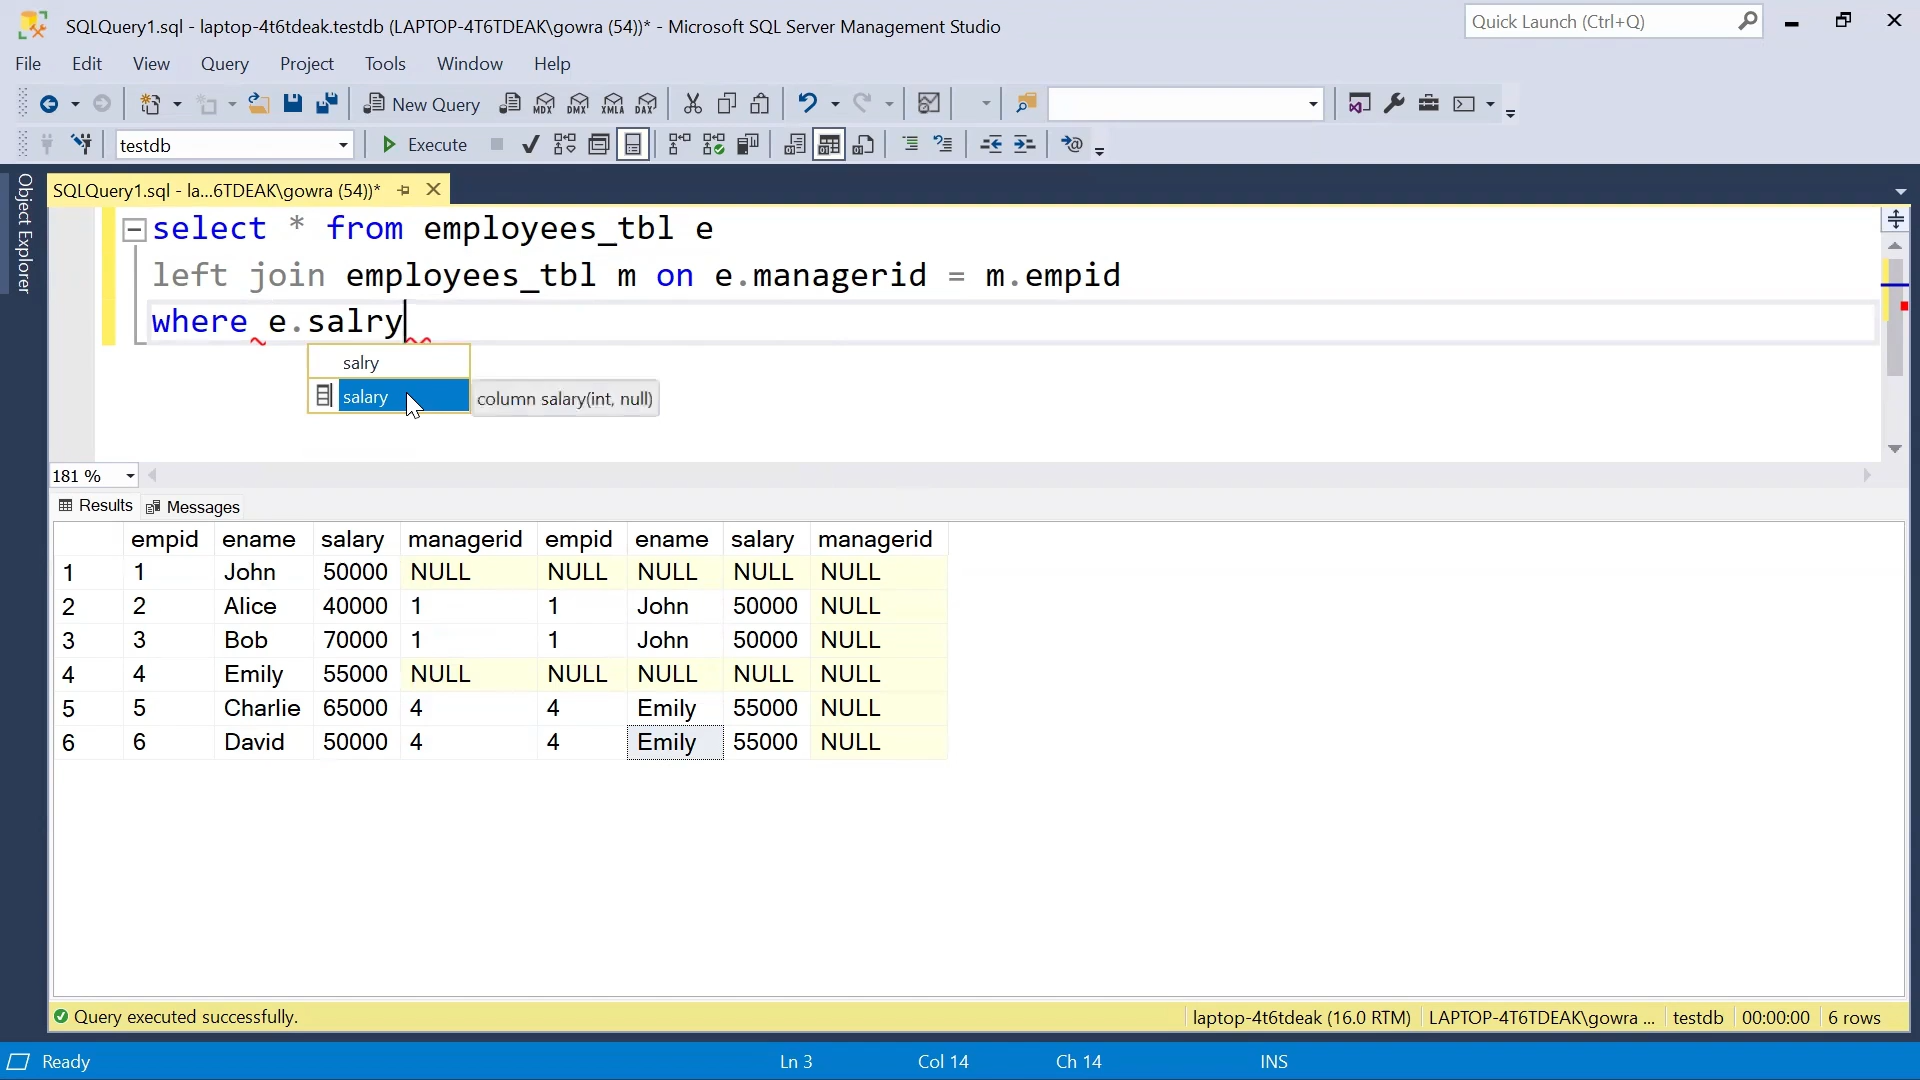 SQLQuery1.sql - laptop-4t6tdeak.testdb (LAPTOP-4T6TDEAK\gowra (54))* - Microsoft SQL Server Management Studio
Quick Launch (Ctrl+Q)
File Edit View Query Project Tools Window Help
New Query MDX DMX XMLA DAX
testdb Execute
Object Explorer
SQLQuery1.sql - la...6TDEAK\gowra (54))*
select * from employees_tbl e
left join employees_tbl m on e.managerid = m.empid
where e.salry
salry
salary column salary(int, null)
181 %
Results Messages
empid ename salary managerid empid ename salary managerid
1 1 John 50000 NULL NULL NULL NULL NULL
2 2 Alice 40000 1 1 John 50000 NULL
3 3 Bob 70000 1 1 John 50000 NULL
4 4 Emily 55000 NULL NULL NULL NULL NULL
5 5 Charlie 65000 4 4 Emily 55000 NULL
6 6 David 50000 4 4 Emily 55000 NULL
Query executed successfully. laptop-4t6tdeak (16.0 RTM) LAPTOP-4T6TDEAK\gowra ... testdb 00:00:00 6 rows
Ready Ln 3 Col 14 Ch 14 INS